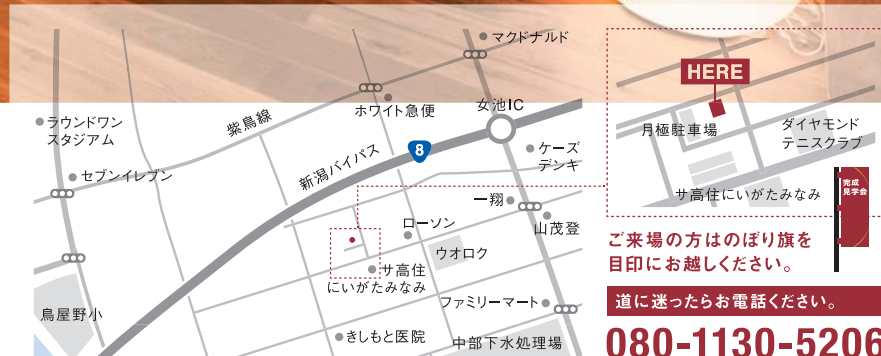 マクドナルド
ホワイト急便
女池IC
紫鳥線
ラウンドワン
スタジアム
新潟バイパス
8
ケーズ
デンキ
セブンイレブン
一翔
山茂登
ローソン
ウオロク
サ高住
にいがたみなみ
ファミリーマート
鳥屋野小
きしもと医院
中部下水処理場
HERE
月極駐車場
ダイヤモンド
テニスクラブ
サ高住にいがたみなみ
完成
見学会
ご来場の方はのぼり旗を
目印にお越しください。
道に迷ったらお電話ください。
080-1130-5206